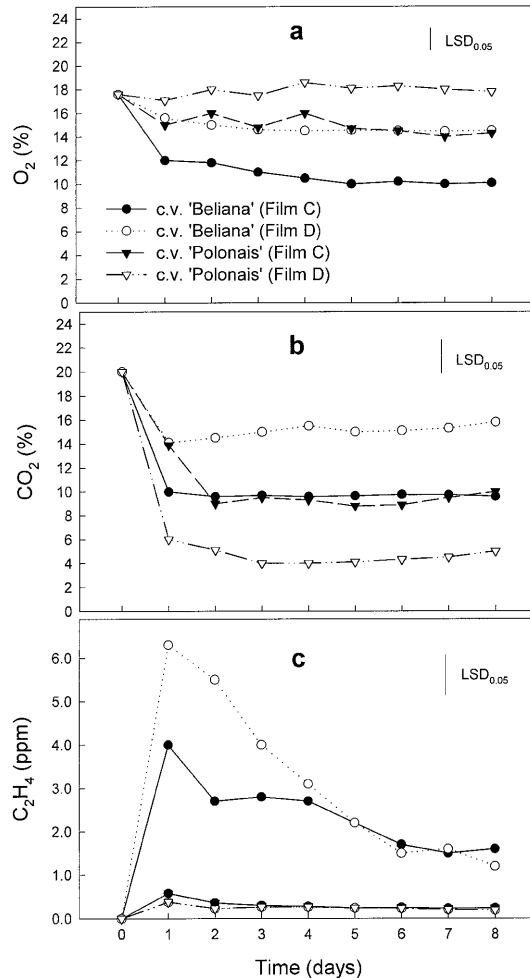 a
LSD0.05
24
22
20
18
16
14
12
10
8
6
4
2
0
O2 (%)
c.v. 'Beliana' (Film C)
c.v. 'Beliana' (Film D)
c.v. 'Polonais' (Film C)
c.v. 'Polonais' (Film D)
b
LSD0.05
24
22
20
18
16
14
12
10
8
6
4
2
0
CO2 (%)
c
LSD0.05
6.0
5.0
4.0
3.0
2.0
1.0
0.0
C2H4 (ppm)
0 1 2 3 4 5 6 7 8
Time (days)